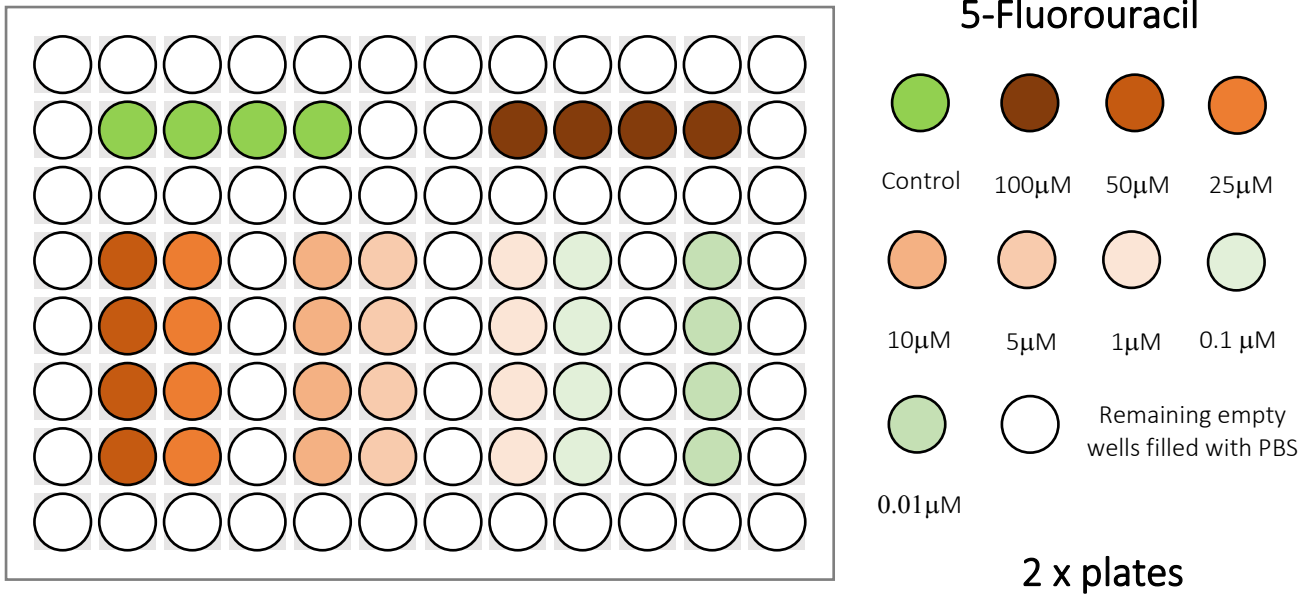 5-Fluorouracil
Control
100μM
50μM
25μM
10μM
5μM
1μM
0.1 μM
Remaining empty
wells filled with PBS
0.01μM
2 x plates